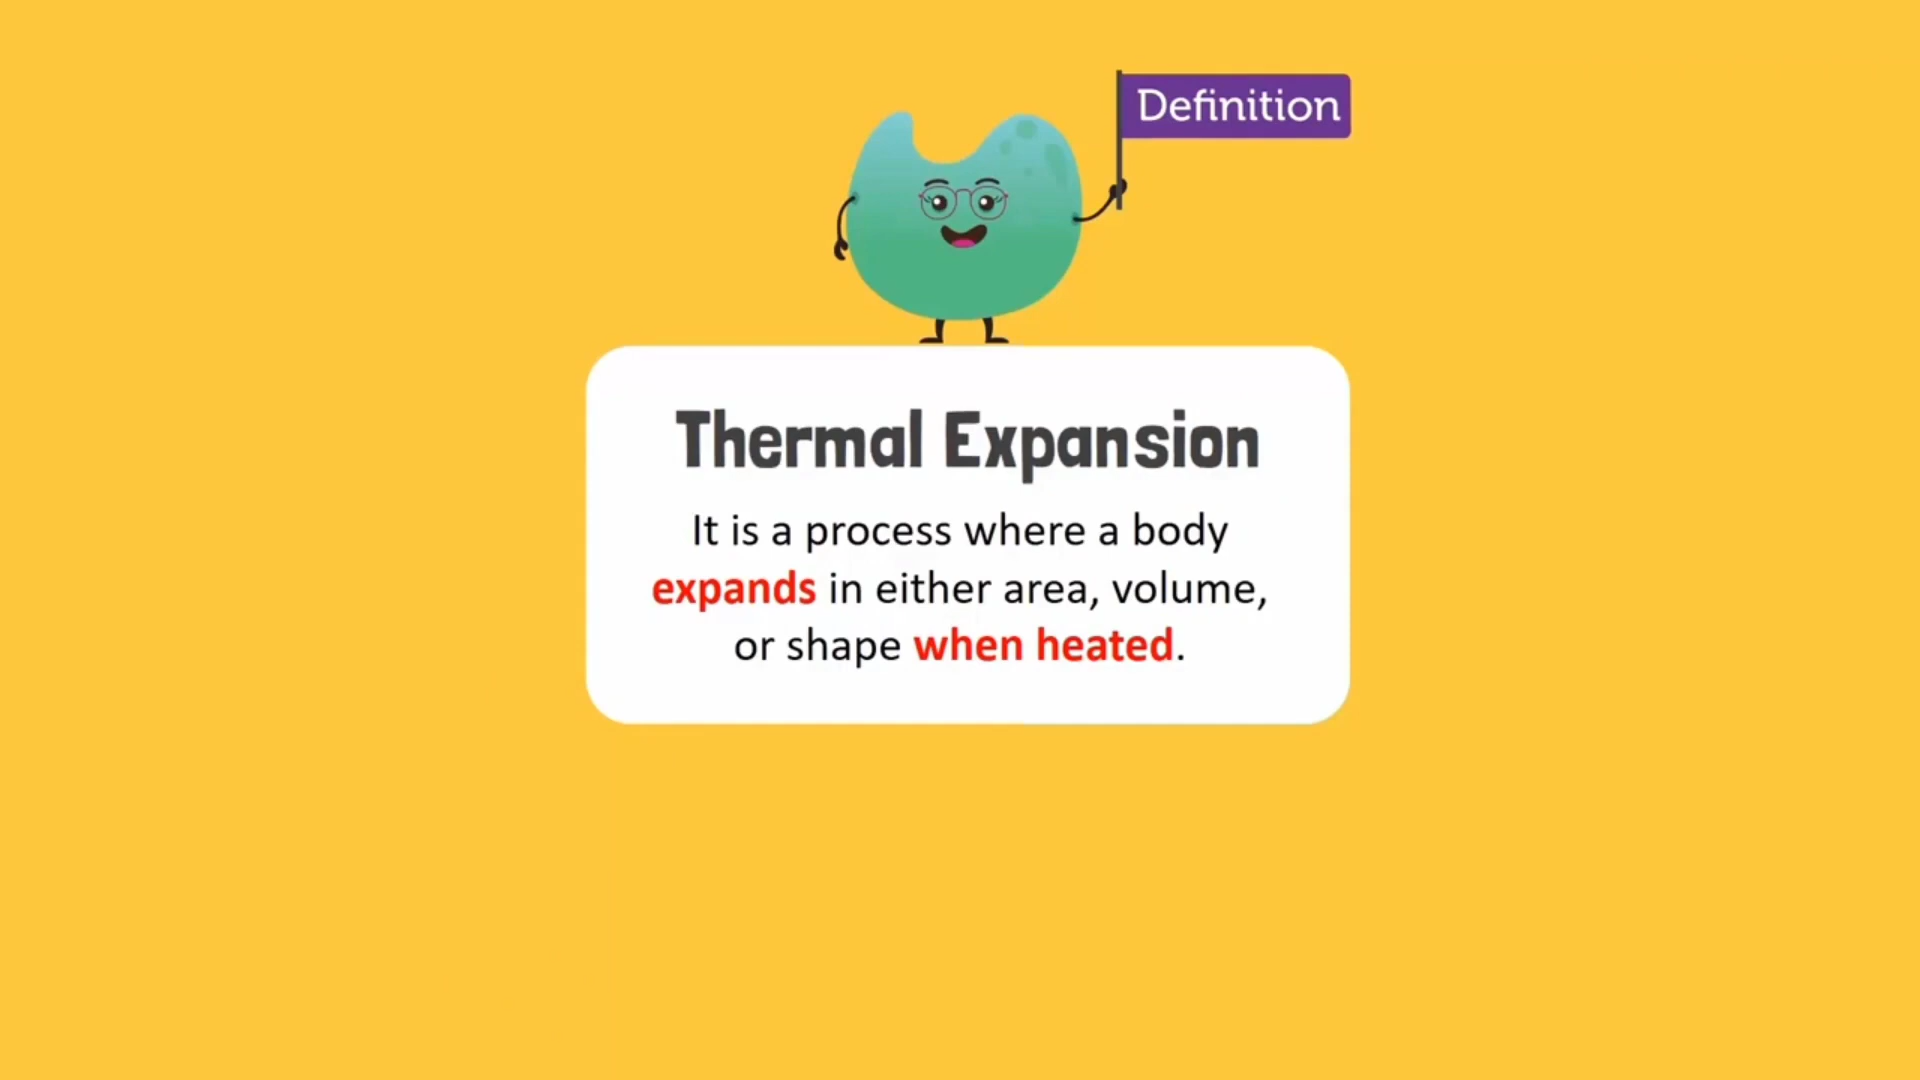 Definition
Thermal Expansion
It is a process where a body
expands in either area, volume,
or shape when heated.